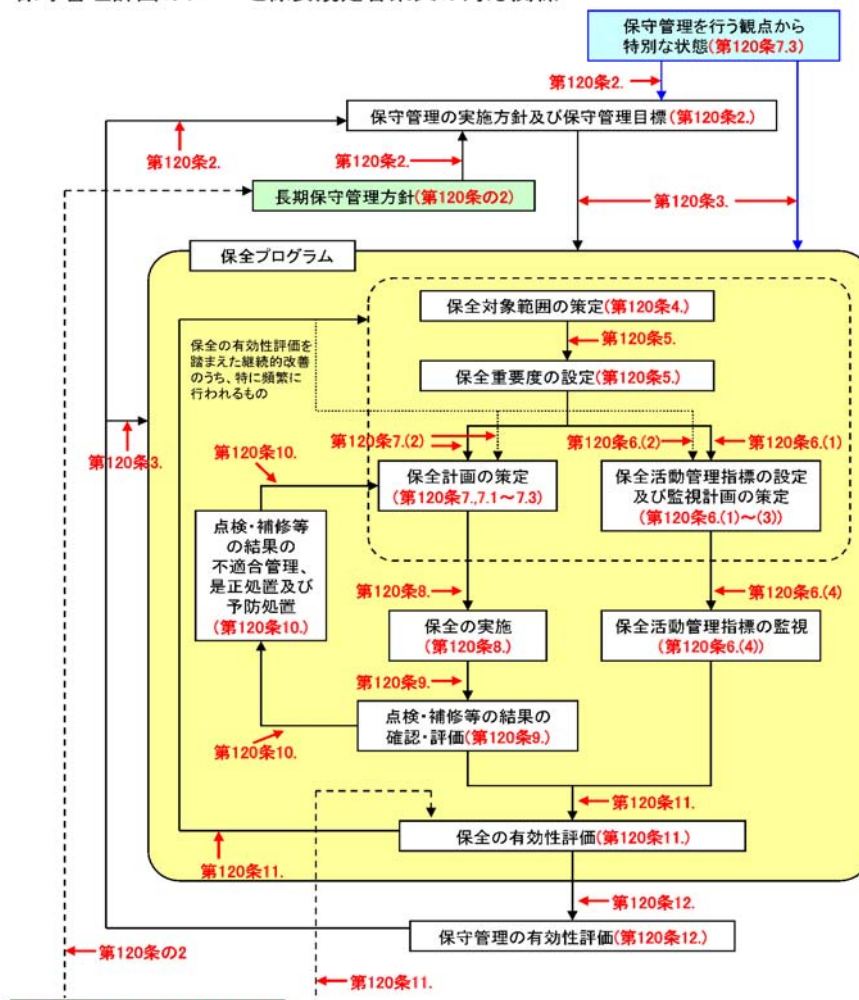 保守管理を行う観点から
特別な状態(第120条7.3)
第120条2.
保守管理の実施方針及び保守管理目標(第120条2.)
第120条2.
第120条2.
長期保守管理方針(第120条の2)
第120条3.
保全プログラム
保全対象範囲の策定(第120条4.)
第120条5.
保全の有効性評価を
踏まえた継続的改善
のうち、特に頻繁に
行われるもの
保全重要度の設定(第120条5.)
第120条7.(2)
第120条6.(2)
第120条6.(1)
第120条3.
第120条10.
保全計画の策定
(第120条7.,7.1～7.3)
保全活動管理指標の設定
及び監視計画の策定
(第120条6.(1)～(3))
点検・補修等
の結果の
不適合管理、
是正処置及び
予防処置
(第120条10.)
第120条8.
第120条6.(4)
保全の実施
(第120条8.)
保全活動管理指標の監視
(第120条6.(4))
第120条9.
点検・補修等の結果の
確認・評価(第120条9.)
第120条10.
第120条11.
保全の有効性評価(第120条11.)
第120条11.
第120条12.
保守管理の有効性評価(第120条12.)
第120条の2
第120条11.